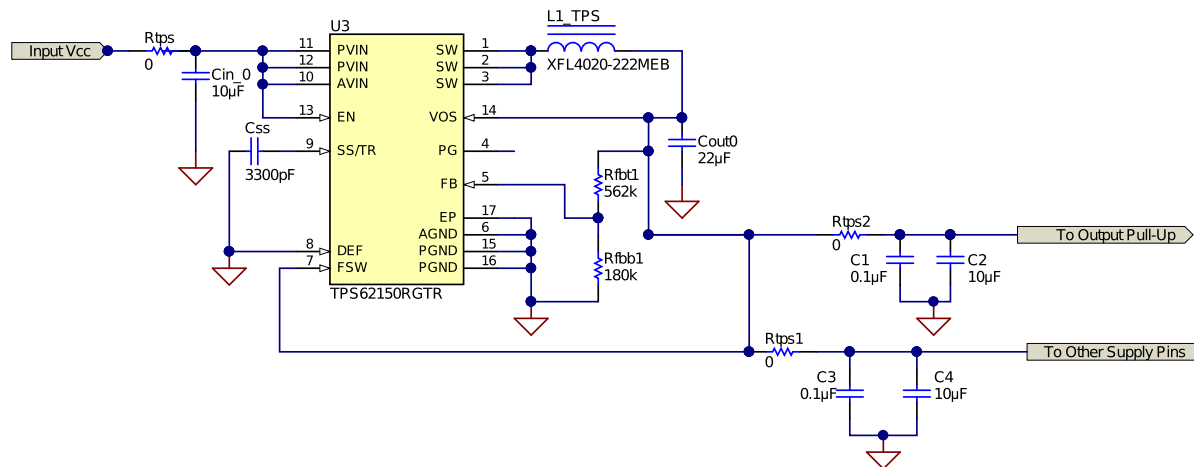 L1_TPS
U3
Input Vcc
Rtps
0
11 PVIN SW 1
12 PVIN SW 2
10 AVIN SW 3
XFL4020-222MEB
Cin_0
10µF
13 EN VOS 14
Css
3300pF
9 SS/TR PG 4
Cout0
22µF
FB 5
Rfbt1
562k
EP 17
AGND 6
8 DEF PGND 15
7 FSW PGND 16
TPS62150RGTR
Rfbb1
180k
Rtps2
0
To Output Pull-Up
C1
0.1µF
C2
10µF
Rtps1
0
To Other Supply Pins
C3
0.1µF
C4
10µF